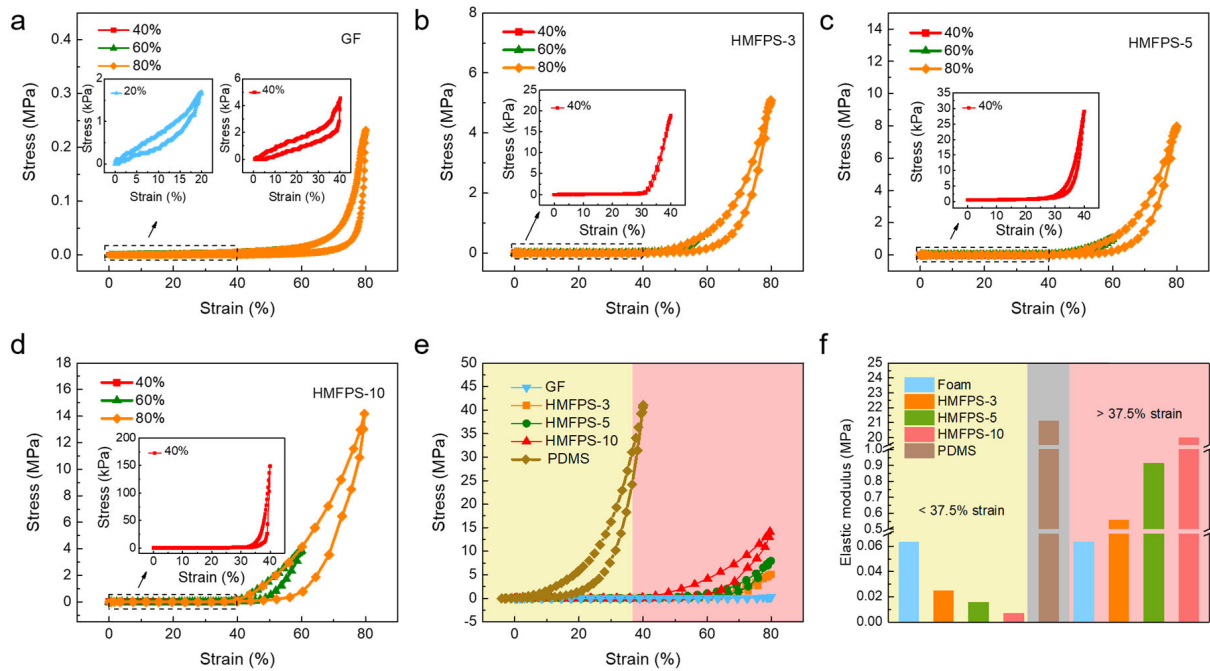 a
GF
40%
60%
80%
Stress (MPa)
0.4
0.3
0.2
0.1
0.0
0 20 40 60 80
Strain (%)
20%
Stress (kPa)
2
1
0
0 5 10 15 20
Strain (%)
40%
Stress (kPa)
6
4
2
0
0 10 20 30 40
Strain (%)
b
HMFPS-3
40%
60%
80%
Stress (MPa)
8
6
4
2
0
0 20 40 60 80
Strain (%)
40%
Stress (kPa)
25
20
15
10
5
0
0 10 20 30 40
Strain (%)
c
HMFPS-5
40%
60%
80%
Stress (MPa)
14
12
10
8
6
4
2
0
0 20 40 60 80
Strain (%)
40%
Stress (kPa)
35
30
25
20
15
10
5
0
0 10 20 30 40
Strain (%)
d
HMFPS-10
40%
60%
80%
Stress (MPa)
18
16
14
12
10
8
6
4
2
0
0 20 40 60 80
Strain (%)
40%
Stress (kPa)
200
150
100
50
0
0 10 20 30 40
Strain (%)
e
GF
HMFPS-3
HMFPS-5
HMFPS-10
PDMS
Stress (MPa)
50
45
40
35
30
25
20
15
10
5
0
-5
0 20 40 60 80
Strain (%)
f
Foam
HMFPS-3
HMFPS-5
HMFPS-10
PDMS
> 37.5% strain
< 37.5% strain
Elastic modulus (MPa)
25
24
23
22
21
20
1.0
0.9
0.8
0.7
0.6
0.5
0.06
0.04
0.02
0.00